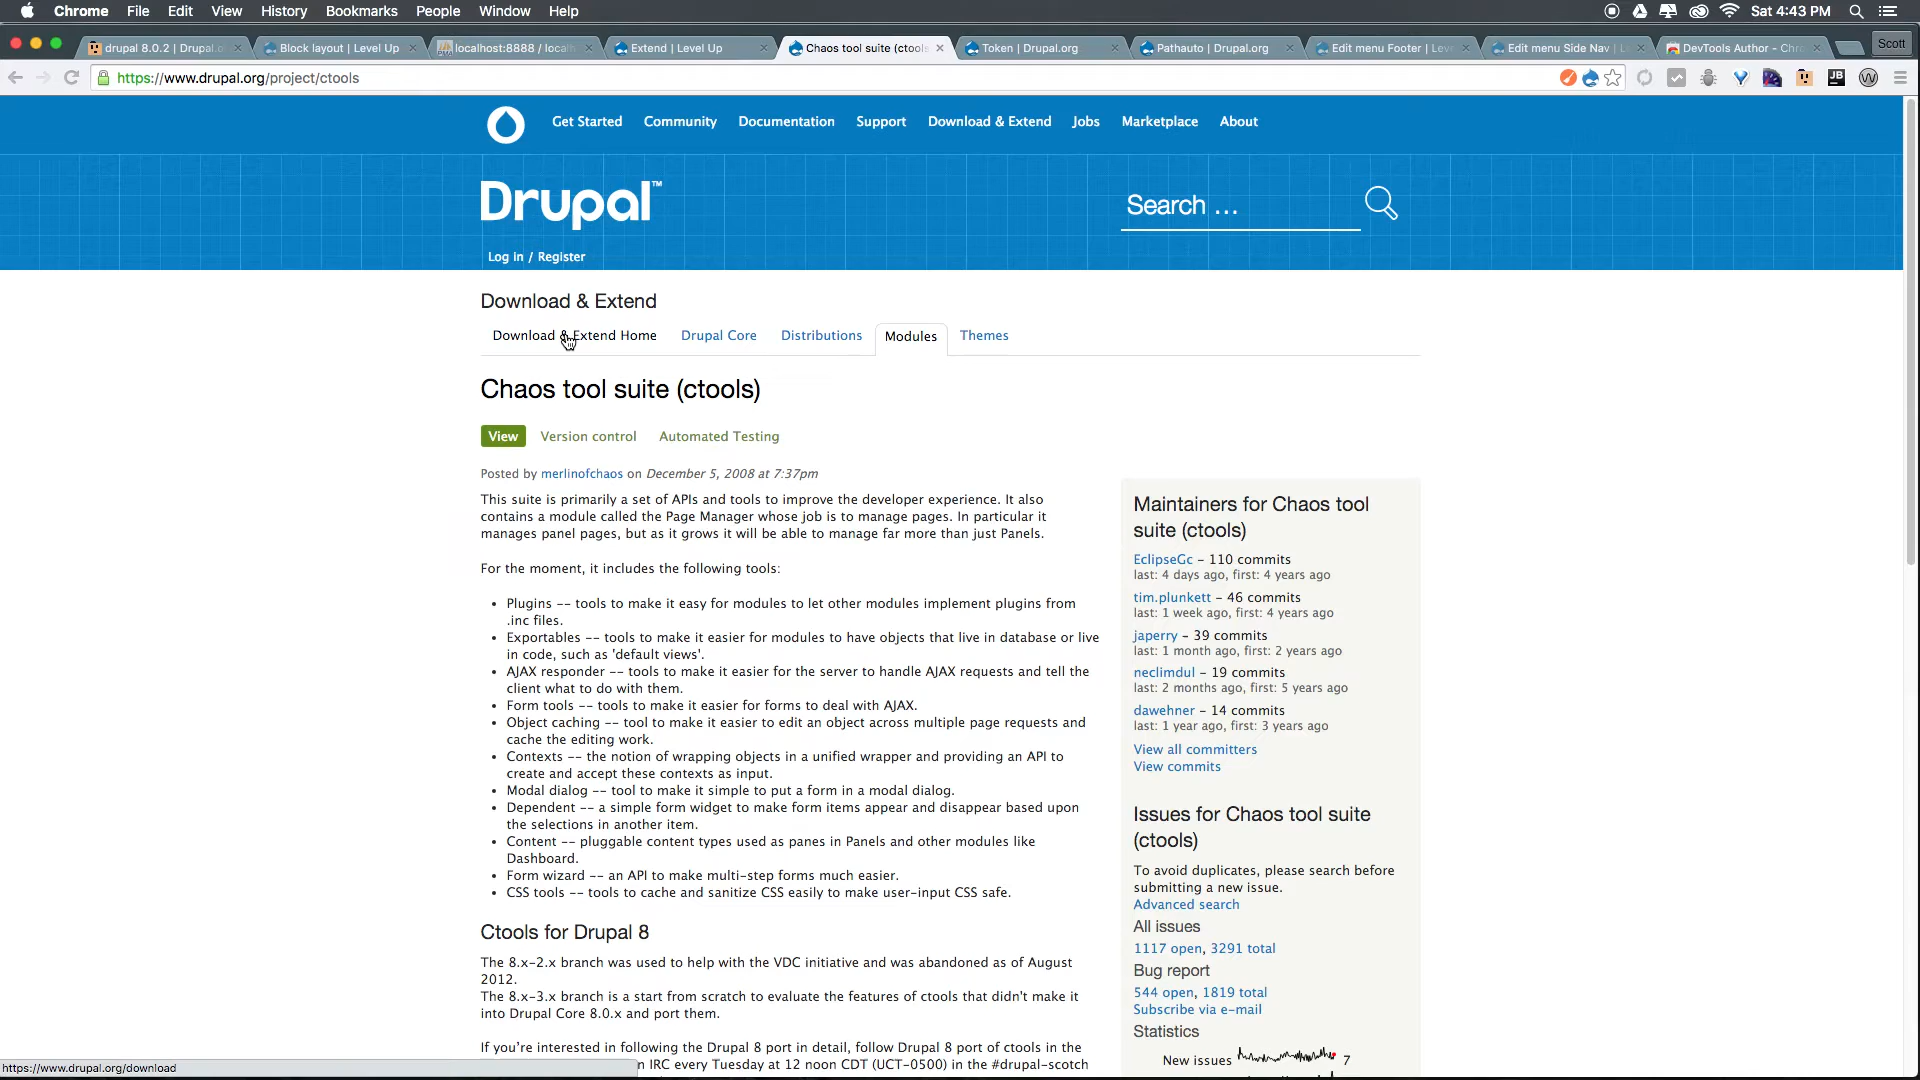 Chrome File Edit View History Bookmarks People Window Help
Sat 4:43 PM
drupal 8.0.2 | Drupal.o
Block layout | Level Up
localhost:8888 / local
Extend | Level Up
Chaos tool suite (ctools
Token | Drupal.org
Pathauto | Drupal.org
Edit menu Footer | Lev
Edit menu Side Nav | L
DevTools Author - Chr
Scott
https://www.drupal.org/project/ctools
JB
W
Get Started Community Documentation Support Download & Extend Jobs Marketplace About
Drupal™
Search ...
Log in / Register
Download & Extend
Download & Extend Home Drupal Core Distributions Modules Themes
Chaos tool suite (ctools)
View Version control Automated Testing
Posted by merlinofchaos on December 5, 2008 at 7:37pm
This suite is primarily a set of APIs and tools to improve the developer experience. It also
contains a module called the Page Manager whose job is to manage pages. In particular it
manages panel pages, but as it grows it will be able to manage far more than just Panels.
For the moment, it includes the following tools:
• Plugins -- tools to make it easy for modules to let other modules implement plugins from
.inc files.
• Exportables -- tools to make it easier for modules to have objects that live in database or live
in code, such as 'default views'.
• AJAX responder -- tools to make it easier for the server to handle AJAX requests and tell the
client what to do with them.
• Form tools -- tools to make it easier for forms to deal with AJAX.
• Object caching -- tool to make it easier to edit an object across multiple page requests and
cache the editing work.
• Contexts -- the notion of wrapping objects in a unified wrapper and providing an API to
create and accept these contexts as input.
• Modal dialog -- tool to make it simple to put a form in a modal dialog.
• Dependent -- a simple form widget to make form items appear and disappear based upon
the selections in another item.
• Content -- pluggable content types used as panes in Panels and other modules like
Dashboard.
• Form wizard -- an API to make multi-step forms much easier.
• CSS tools -- tools to cache and sanitize CSS easily to make user-input CSS safe.
Ctools for Drupal 8
The 8.x-2.x branch was used to help with the VDC initiative and was abandoned as of August
2012.
The 8.x-3.x branch is a start from scratch to evaluate the features of ctools that didn't make it
into Drupal Core 8.0.x and port them.
If you're interested in following the Drupal 8 port in detail, follow Drupal 8 port of ctools in the
n IRC every Tuesday at 12 noon CDT (UCT-0500) in the #drupal-scotch
Maintainers for Chaos tool
suite (ctools)
EclipseGc – 110 commits
last: 4 days ago, first: 4 years ago
tim.plunkett – 46 commits
last: 1 week ago, first: 4 years ago
japerry – 39 commits
last: 1 month ago, first: 2 years ago
neclimdul – 19 commits
last: 2 months ago, first: 5 years ago
dawehner – 14 commits
last: 1 year ago, first: 3 years ago
View all committers
View commits
Issues for Chaos tool suite
(ctools)
To avoid duplicates, please search before
submitting a new issue.
Advanced search
All issues
1117 open, 3291 total
Bug report
544 open, 1819 total
Subscribe via e-mail
Statistics
New issues 7
https://www.drupal.org/download